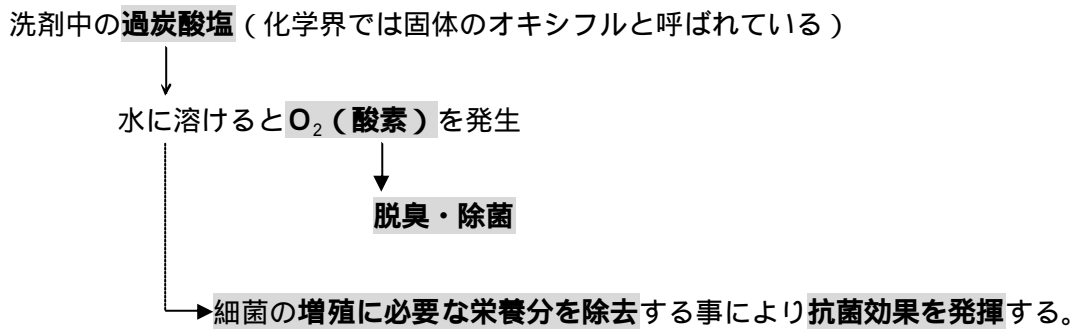 洗剤中の過炭酸塩(化学界では固体のオキシフルと呼ばれている)
水に溶けるとO₂(酸素)を発生
脱臭・除菌
細菌の増殖に必要な栄養分を除去する事により抗菌効果を発揮する。